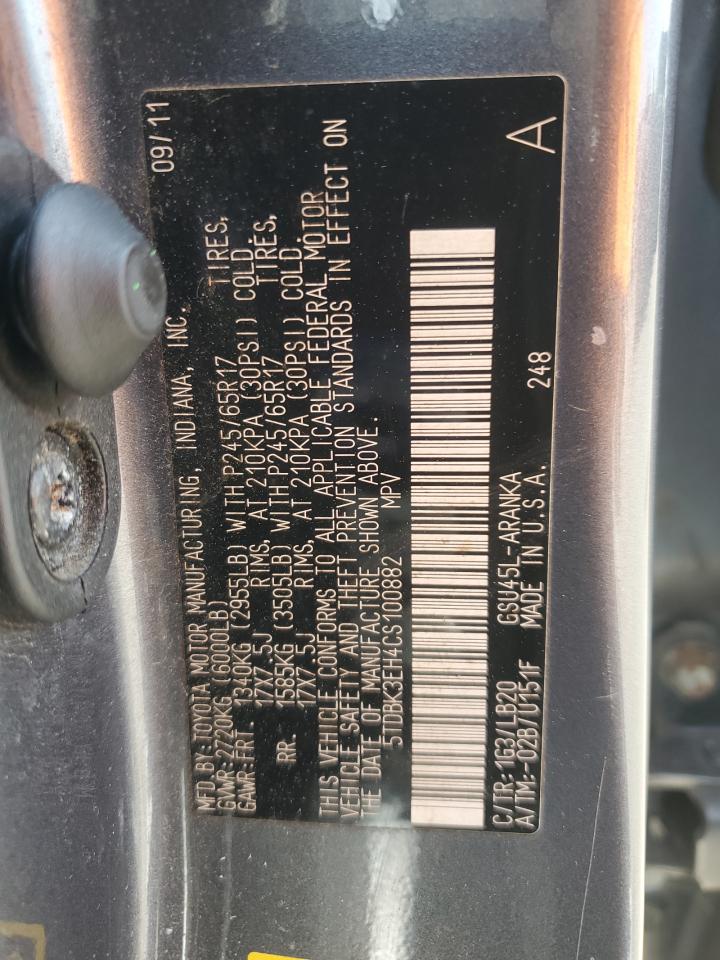 MFD BY:TOYOTA MOTOR MANUFACTURING, INDIANA, INC. 09/11
GVWR:2720KG(6000LB)
GAWR:FRT 1340KG (2955LB) WITH P245/65R17 TIRES,
17X7.5J RIMS, AT 210KPA (30PSI) COLD.
RR. 1585KG (3505LB) WITH P245/65R17 TIRES,
17X7.5J RIMS, AT 210KPA (30PSI) COLD.
THIS VEHICLE CONFORMS TO ALL APPLICABLE FEDERAL MOTOR
VEHICLE SAFETY AND THEFT PREVENTION STANDARDS IN EFFECT ON
THE DATE OF MANUFACTURE SHOWN ABOVE.
5TDBK3EH4CS100882 MPV
C/TR:1G3/LB20 GSU45L-ARANKA 248 A
A/TM:-02B/U151F MADE IN U.S.A.